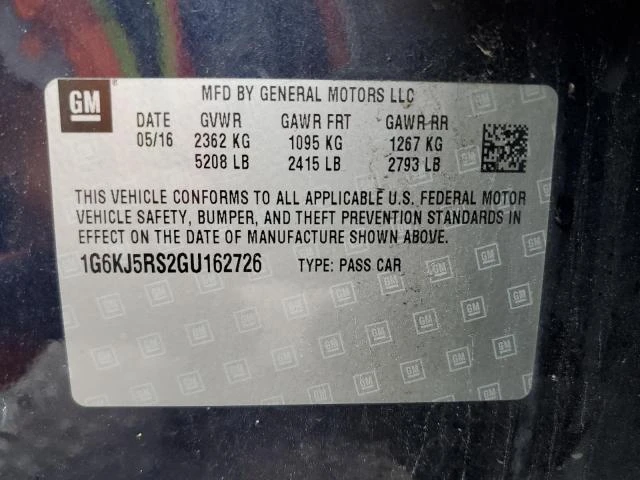 GM
MFD BY GENERAL MOTORS LLC
DATE GVWR GAWR FRT GAWR RR
05/16 2362 KG 1095 KG 1267 KG
5208 LB 2415 LB 2793 LB
THIS VEHICLE CONFORMS TO ALL APPLICABLE U.S. FEDERAL MOTOR
VEHICLE SAFETY, BUMPER, AND THEFT PREVENTION STANDARDS IN
EFFECT ON THE DATE OF MANUFACTURE SHOWN ABOVE.
1G6KJ5RS2GU162726 TYPE: PASS CAR